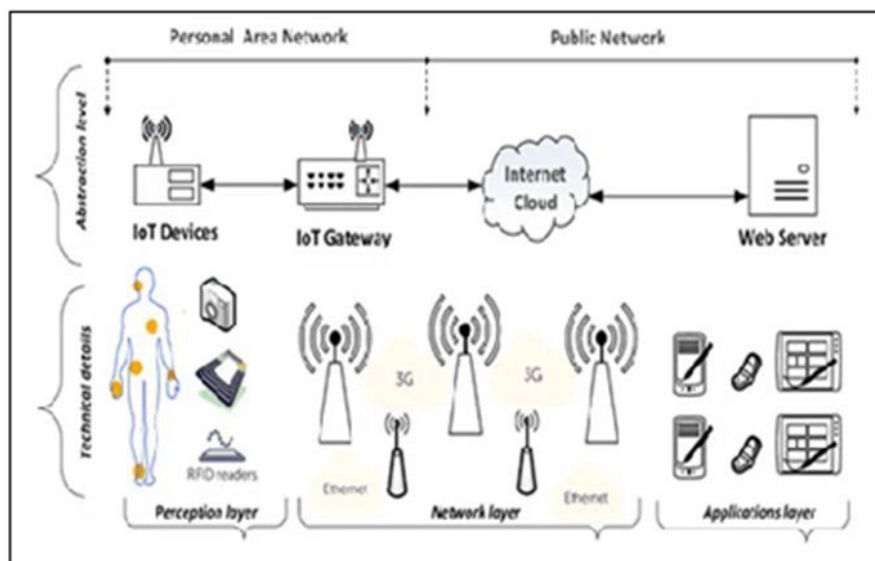 Personal Area Network
Public Network
Abstraction level
IoT Devices
IoT Gateway
Internet
Cloud
Web Server
Technical details
RFID readers
3G
3G
Ethernet
Ethernet
Perception layer
Network layer
Applications layer